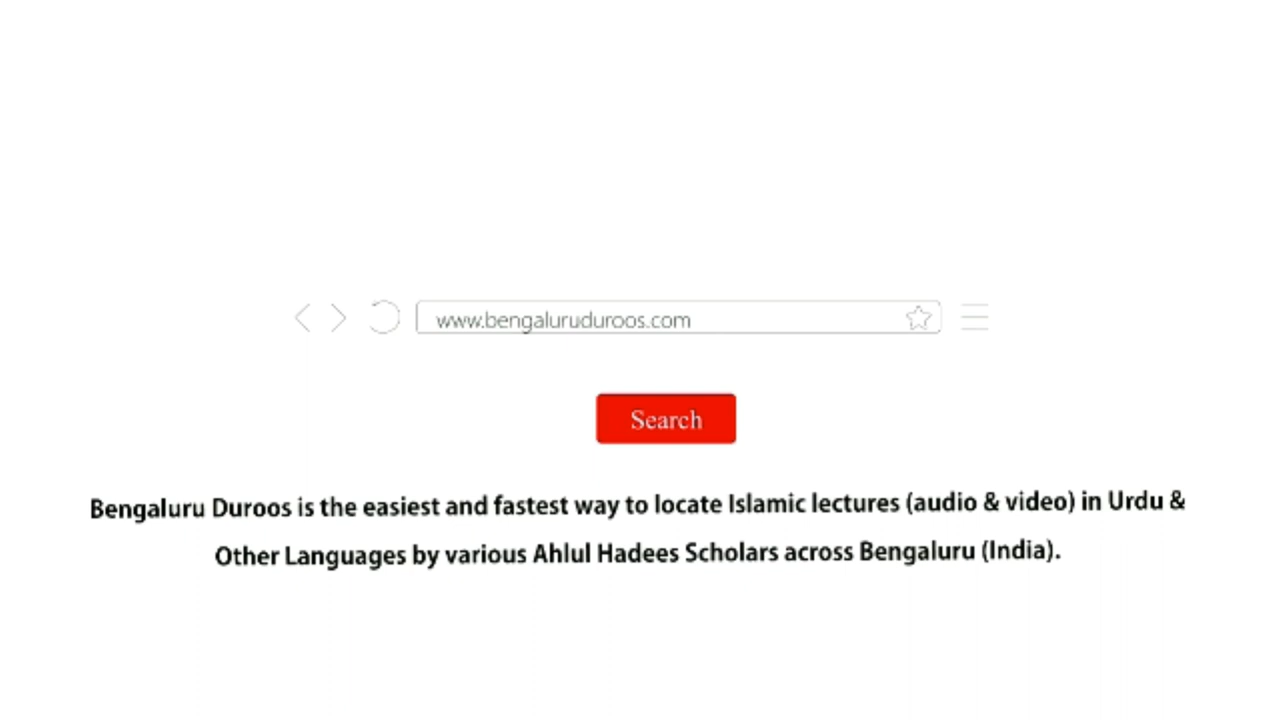 www.bengaluruduroos.com
Search
Bengaluru Duroos is the easiest and fastest way to locate Islamic lectures (audio & video) in Urdu &
Other Languages by various Ahlul Hadees Scholars across Bengaluru (India).